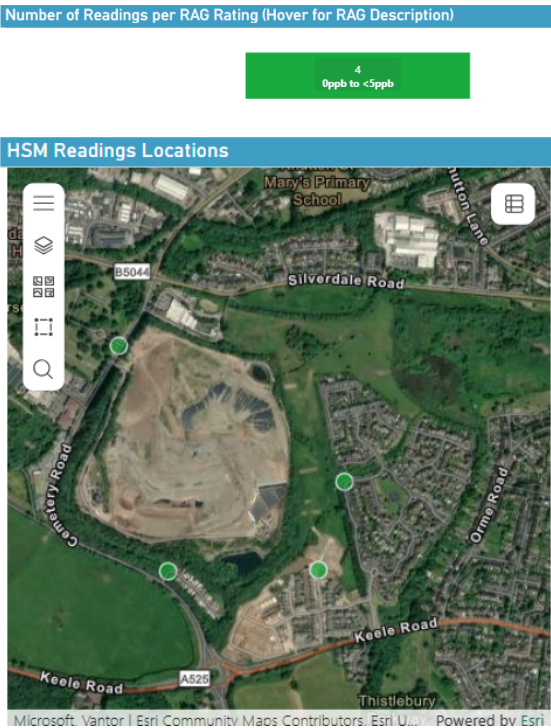 Number of Readings per RAG Rating (Hover for RAG Description)
4
0ppb to <5ppb
HSM Readings Locations
Mary's Primary
School
B5044
Silverdale Road
Cemetery Road
Orme Road
Keele Road
Keele Road
A525
Thistlebury
Microsoft, Vantor | Esri Community Maps Contributors, Esri U... Powered by Esri